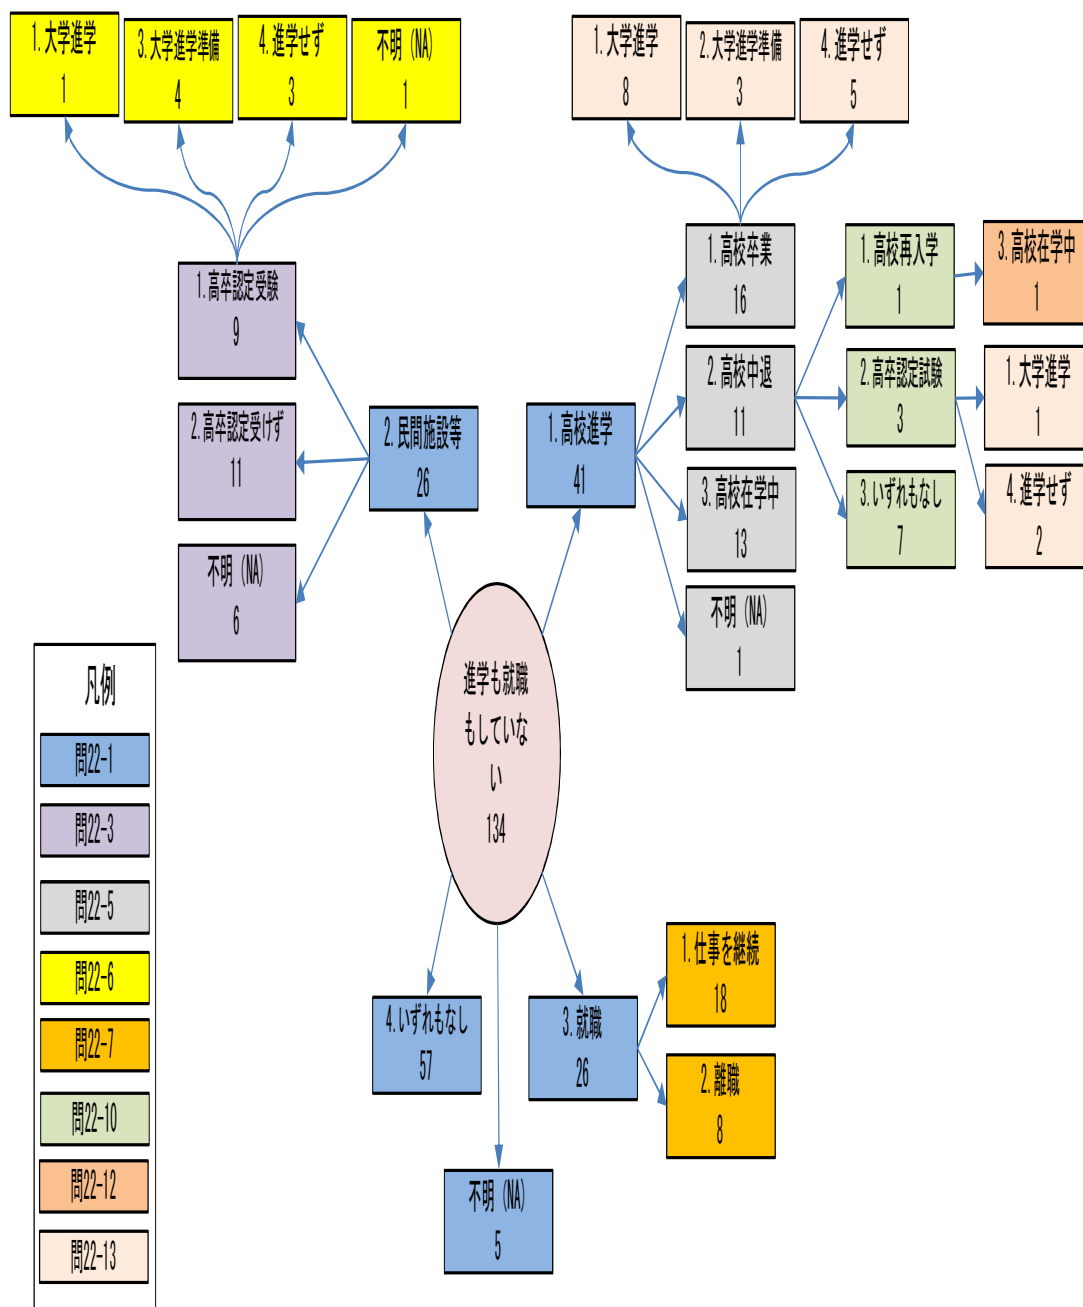 1. 大学進学
1
3. 大学進学準備
4
4. 進学せず
3
不明 (NA)
1
1. 大学進学
8
2. 大学進学準備
3
4. 進学せず
5
1. 高卒認定受験
9
2. 高卒認定受けず
11
不明 (NA)
6
2. 民間施設等
26
1. 高校進学
41
1. 高校卒業
16
2. 高校中退
11
3. 高校在学中
13
不明 (NA)
1
1. 高校再入学
1
2. 高卒認定試験
3
3. いずれもなし
7
3. 高校在学中
1
1. 大学進学
1
4. 進学せず
2
進学も就職
もしていな
い
134
4. いずれもなし
57
3. 就職
26
不明 (NA)
5
1. 仕事を継続
18
2. 離職
8
凡例
問22-1
問22-3
問22-5
問22-6
問22-7
問22-10
問22-12
問22-13